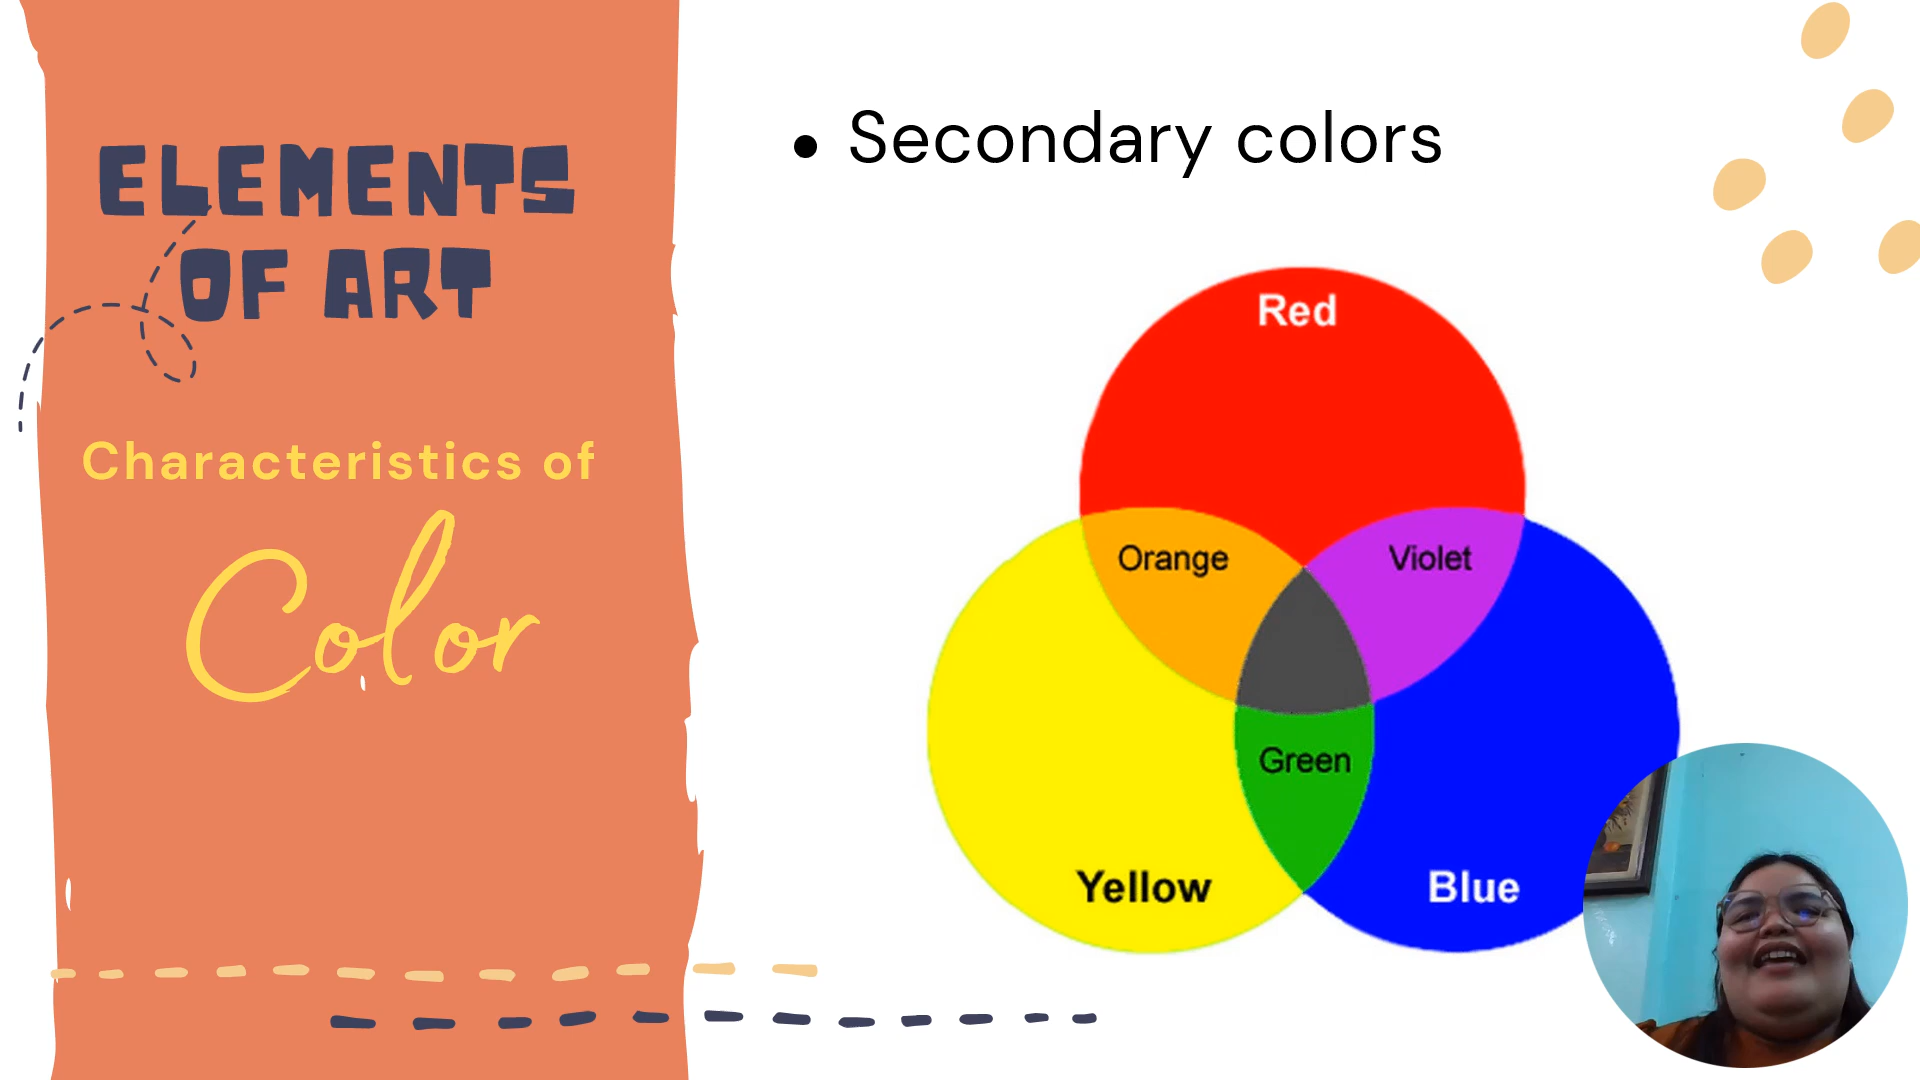 ELEMENTS
OF ART
Characteristics of
Color
• Secondary colors
Red
Orange
Violet
Green
Yellow
Blue